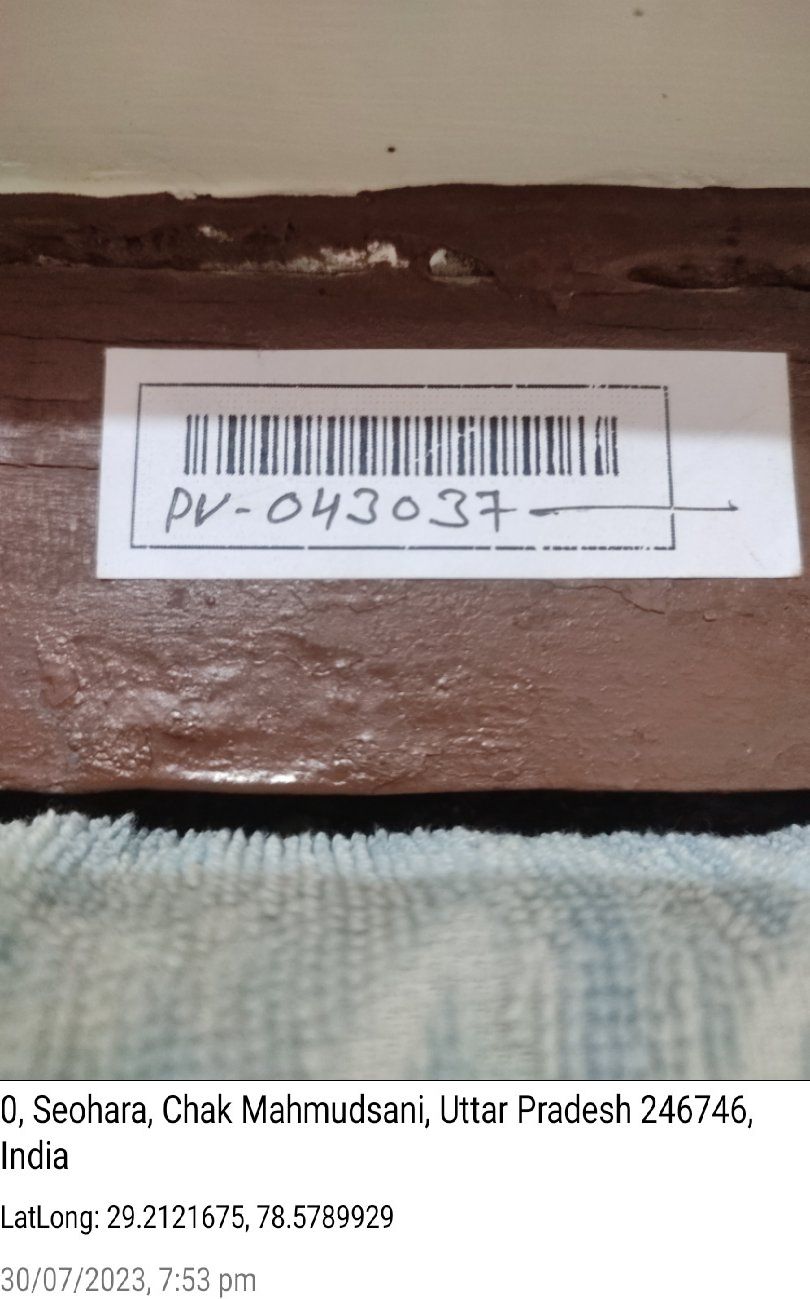 PV-043037
0, Seohara, Chak Mahmudsani, Uttar Pradesh 246746,
India
LatLong: 29.2121675, 78.5789929
30/07/2023, 7:53 pm